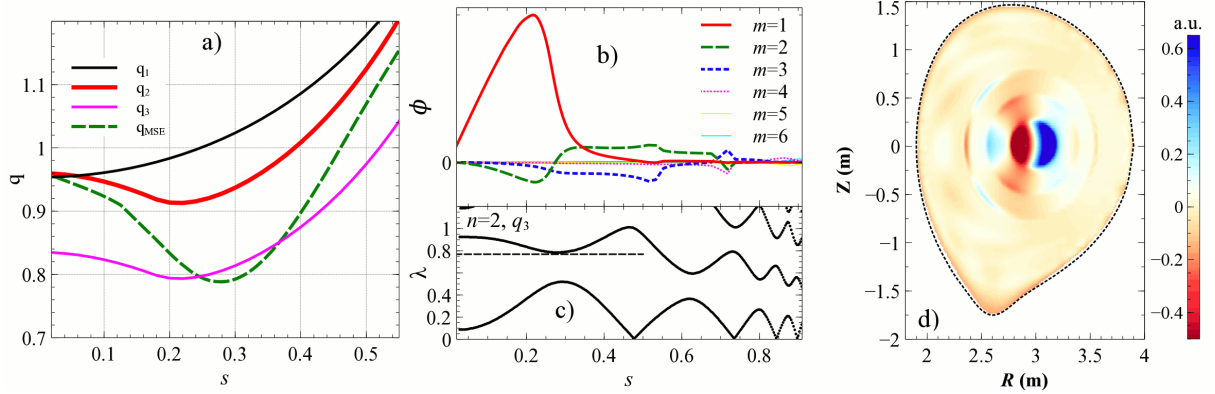 a)
q₁
q₂
q₃
q_MSE
q
1.1
1
0.9
0.8
0.7
0.1
0.2
0.3
0.4
0.5
s
b)
m=1
m=2
m=3
m=4
m=5
m=6
ϕ
0
n=2, q₃
c)
λ
1
0.8
0.4
0.2
0
0
0.2
0.4
0.6
0.8
s
a.u.
1.5
1
0.5
0
−0.5
−1
−1.5
−2
Z (m)
d)
2
2.5
3
3.5
4
R (m)
0.6
0.4
0.2
0
−0.2
−0.4